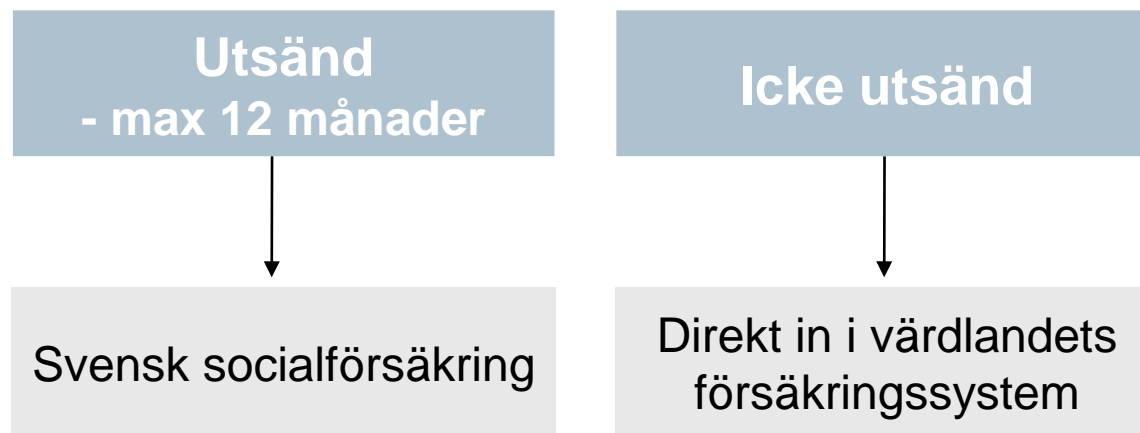 Utsänd
- max 12 månader
Icke utsänd
Svensk socialförsäkring
Direkt in i värdlandets
försäkringssystem